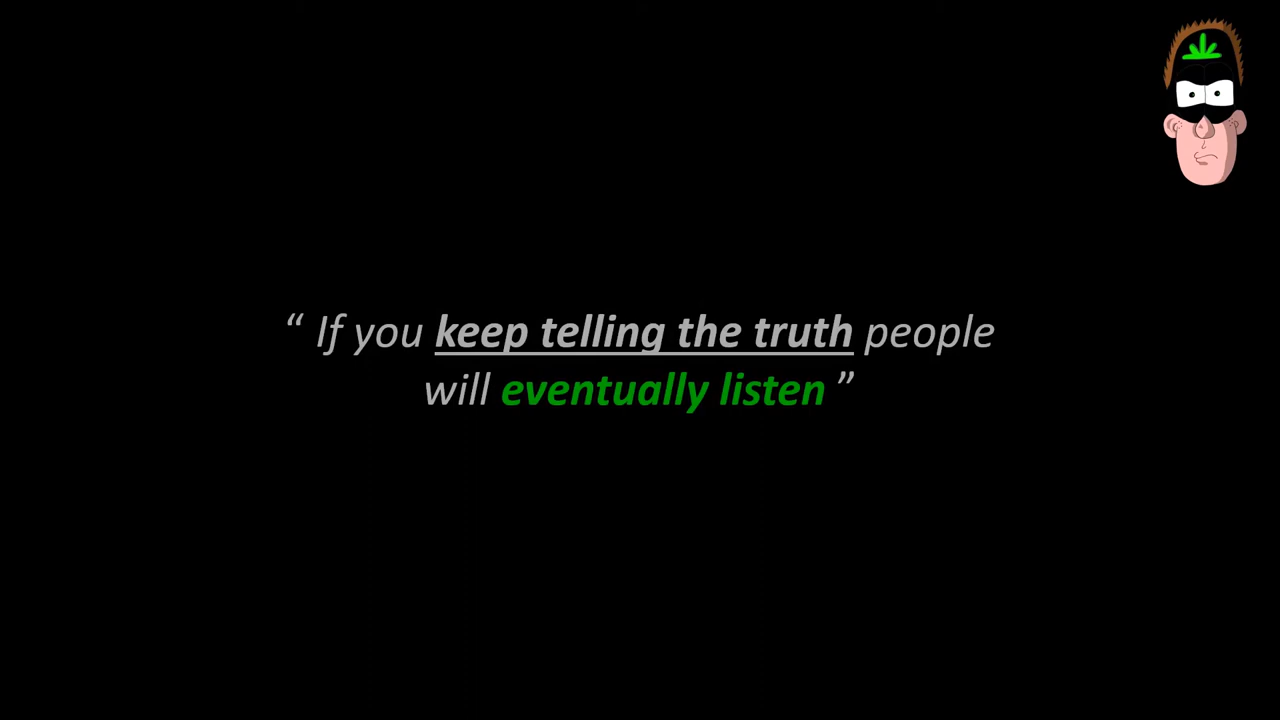 “ If you keep telling the truth people
will eventually listen ”